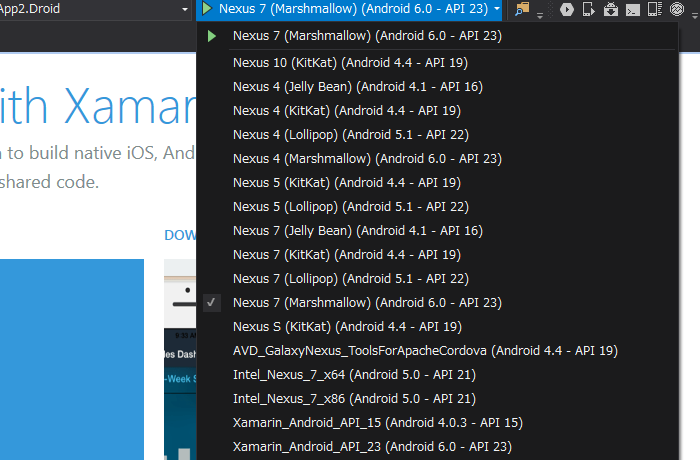 App2.Droid
Nexus 7 (Marshmallow) (Android 6.0 - API 23)
Nexus 7 (Marshmallow) (Android 6.0 - API 23)
Nexus 10 (KitKat) (Android 4.4 - API 19)
Nexus 4 (Jelly Bean) (Android 4.1 - API 16)
Nexus 4 (KitKat) (Android 4.4 - API 19)
Nexus 4 (Lollipop) (Android 5.1 - API 22)
Nexus 4 (Marshmallow) (Android 6.0 - API 23)
Nexus 5 (KitKat) (Android 4.4 - API 19)
Nexus 5 (Lollipop) (Android 5.1 - API 22)
Nexus 7 (Jelly Bean) (Android 4.1 - API 16)
Nexus 7 (KitKat) (Android 4.4 - API 19)
Nexus 7 (Lollipop) (Android 5.1 - API 22)
Nexus 7 (Marshmallow) (Android 6.0 - API 23)
Nexus S (KitKat) (Android 4.4 - API 19)
AVD_GalaxyNexus_ToolsForApacheCordova (Android 4.4 - API 19)
Intel_Nexus_7_x64 (Android 5.0 - API 21)
Intel_Nexus_7_x86 (Android 5.0 - API 21)
Xamarin_Android_API_15 (Android 4.0.3 - API 15)
Xamarin_Android_API_23 (Android 6.0 - API 23)
ith Xamar
n to build native iOS, And
shared code.
DOW
les Dash
-Week S